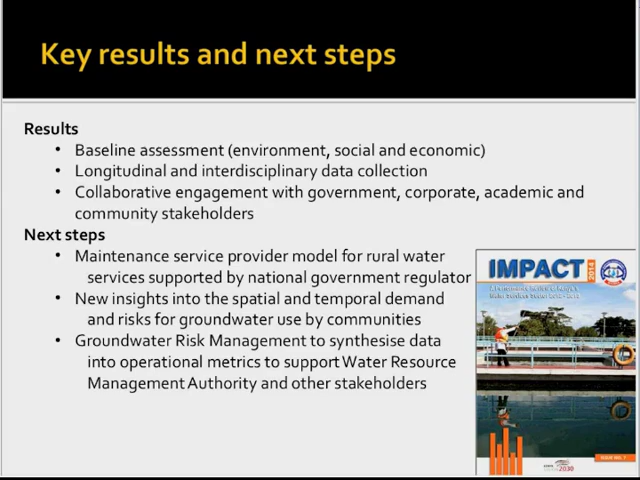 Key results and next steps
Results
• Baseline assessment (environment, social and economic)
• Longitudinal and interdisciplinary data collection
• Collaborative engagement with government, corporate, academic and
community stakeholders
Next steps
• Maintenance service provider model for rural water
services supported by national government regulator
• New insights into the spatial and temporal demand
and risks for groundwater use by communities
• Groundwater Risk Management to synthesise data
into operational metrics to support Water Resource
Management Authority and other stakeholders
IMPACT
2014
ISSUE NO. 7
2030